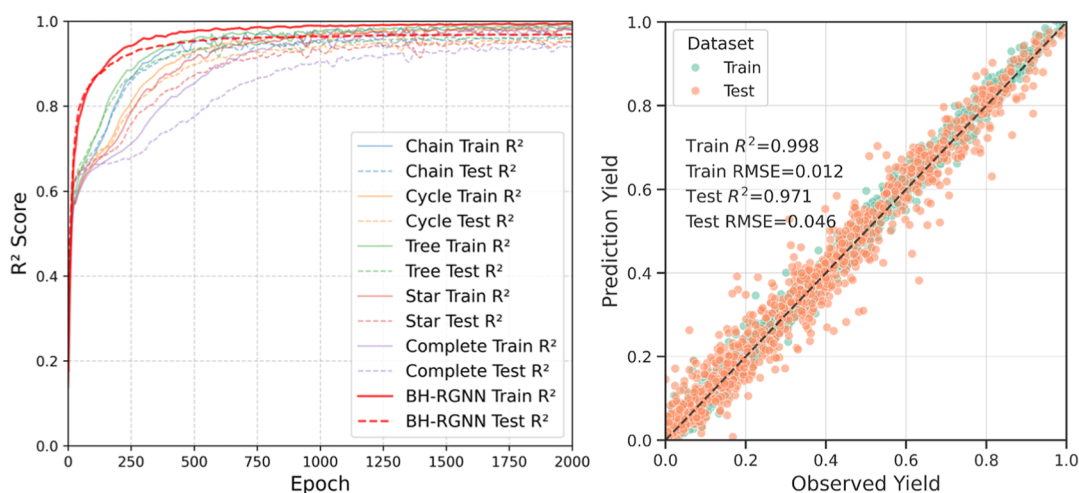 1.0
0.8
0.6
0.4
0.2
0.0
R² Score
0 250 500 750 1000 1250 1500 1750 2000
Epoch
Chain Train R²
Chain Test R²
Cycle Train R²
Cycle Test R²
Tree Train R²
Tree Test R²
Star Train R²
Star Test R²
Complete Train R²
Complete Test R²
BH-RGNN Train R²
BH-RGNN Test R²
1.0
0.8
0.6
0.4
0.2
0.0
Prediction Yield
Dataset
Train
Test
Train R²=0.998
Train RMSE=0.012
Test R²=0.971
Test RMSE=0.046
0.0 0.2 0.4 0.6 0.8 1.0
Observed Yield